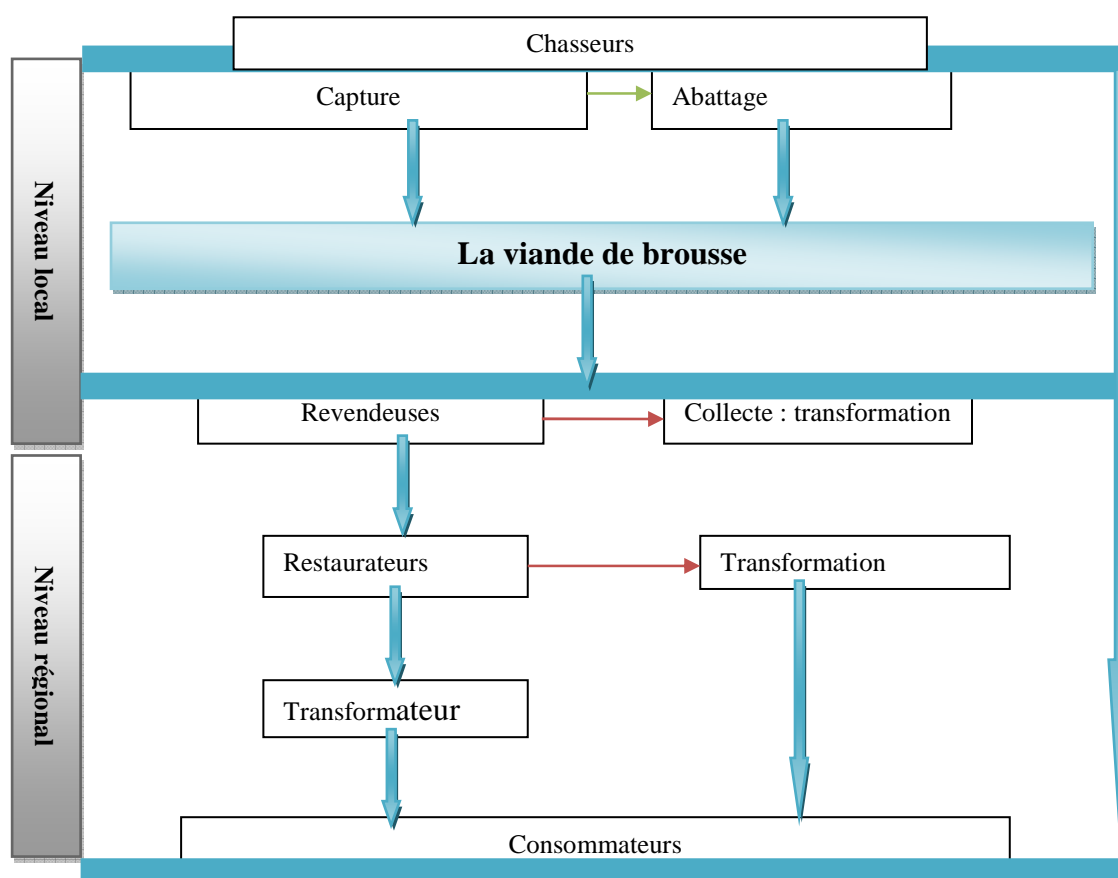 Chasseurs
Capture
Abattage
Niveau local
La viande de brousse
Revendeuses
Collecte : transformation
Niveau régional
Restaurateurs
Transformation
Transformateur
Consommateurs